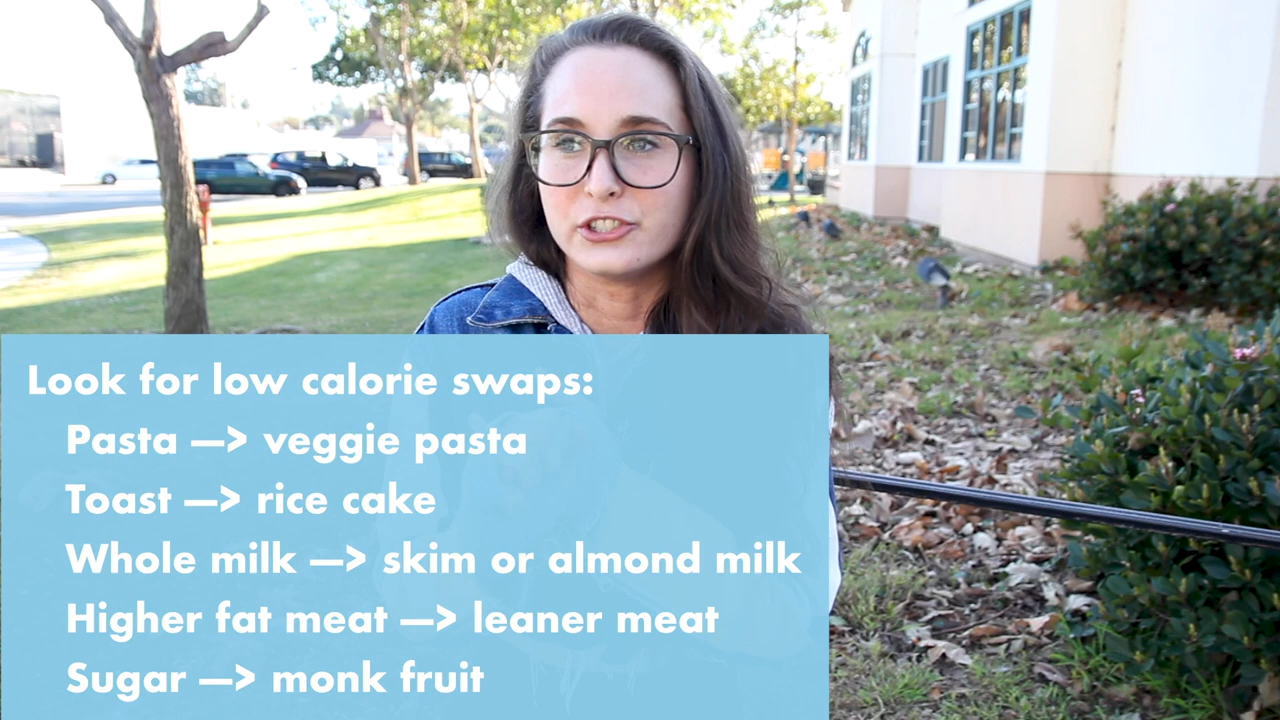 Look for low calorie swaps:
Pasta —> veggie pasta
Toast —> rice cake
Whole milk —> skim or almond milk
Higher fat meat —> leaner meat
Sugar —> monk fruit